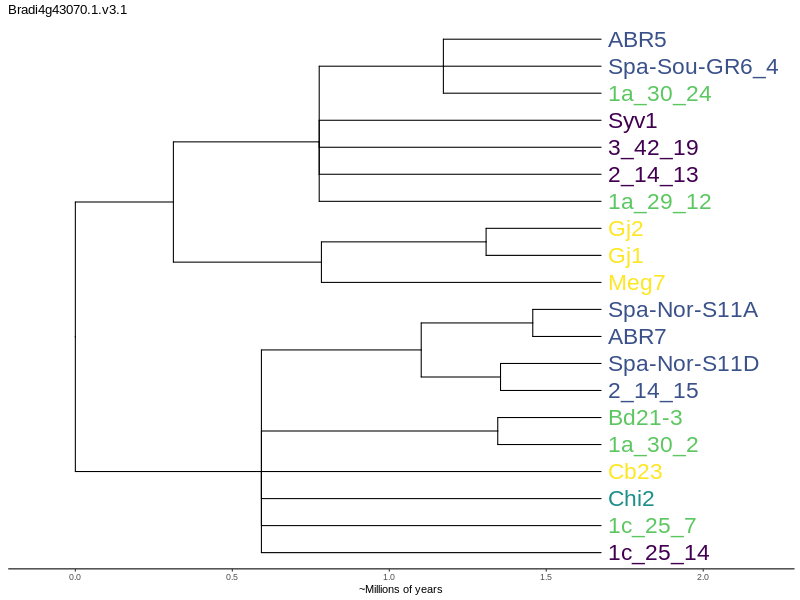 Bradi4g43070.1.v3.1
ABR5
Spa-Sou-GR6_4
1a_30_24
Syv1
3_42_19
2_14_13
1a_29_12
Gj2
Gj1
Meg7
Spa-Nor-S11A
ABR7
Spa-Nor-S11D
2_14_15
Bd21-3
1a_30_2
Cb23
Chi2
1c_25_7
1c_25_14
0.0 0.5 1.0 1.5 2.0
~Millions of years